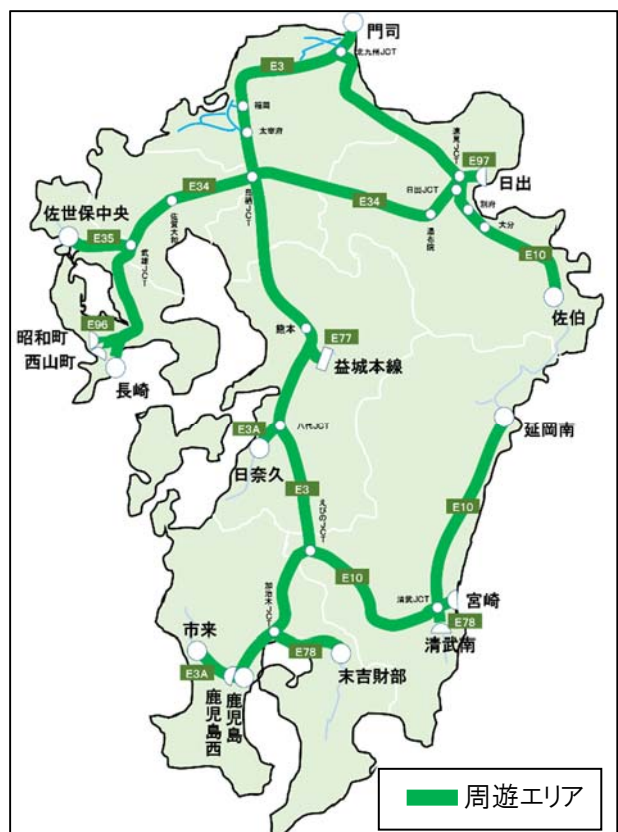 門司
北九州JCT
E3
福岡
太宰府
速見JCT
E97
日出
鳥栖JCT
日出JCT
別府
E34
E34
大分
佐世保中央
佐賀大和
湯布院
E10
E35
武雄JCT
佐伯
昭和町
E96
熊本
E77
西山町
益城本線
長崎
八代JCT
延岡南
E3A
日奈久
E3
えびのJCT
E10
E10
清武JCT
宮崎
加治木JCT
E78
市来
清武南
E78
E3A
末吉財部
鹿児島
鹿児島西
周遊エリア